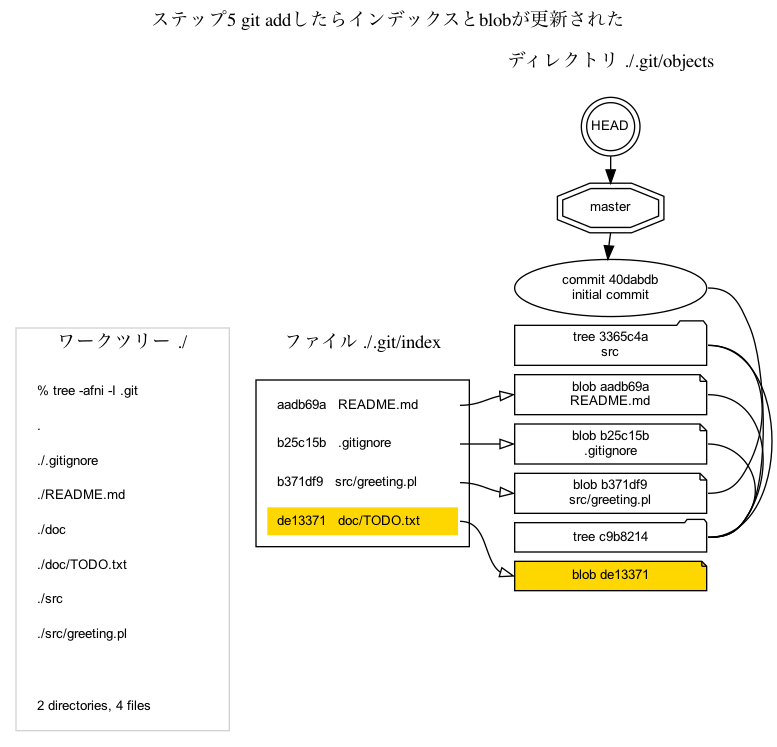 ステップ5 git addしたらインデックスとblobが更新された
ディレクトリ ./.git/objects
HEAD
master
commit 40dabdb
initial commit
ワークツリー ./
% tree -afni -I .git
.
./.gitignore
./README.md
./doc
./doc/TODO.txt
./src
./src/greeting.pl
2 directories, 4 files
ファイル ./.git/index
aadb69a README.md
b25c15b .gitignore
b371df9 src/greeting.pl
de13371 doc/TODO.txt
tree 3365c4a
src
blob aadb69a
README.md
blob b25c15b
.gitignore
blob b371df9
src/greeting.pl
tree c9b8214
blob de13371